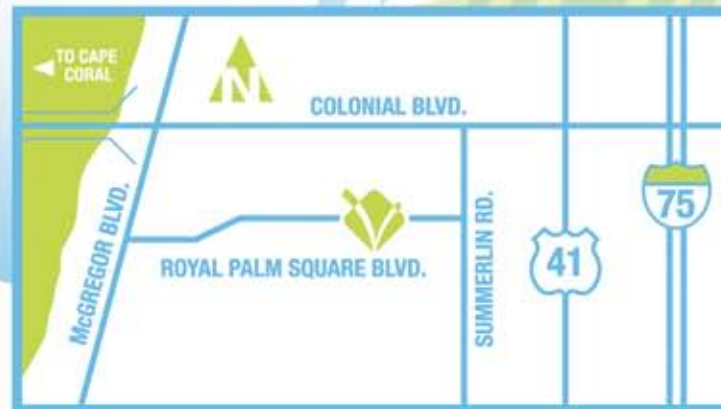 TO CAPE
CORAL
N
COLONIAL BLVD.
McGREGOR BLVD.
ROYAL PALM SQUARE BLVD.
SUMMERLIN RD.
41
75